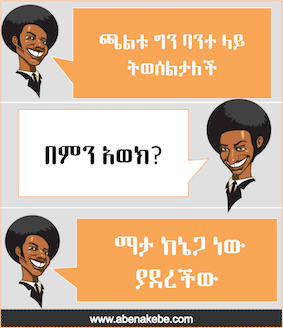 ጫልቱ ግን ባንተ ላይ
ትወሰልታለች
በምን አወክ?
ማታ ከኔጋ ነው
ያደረችው
www.abenakebe.com